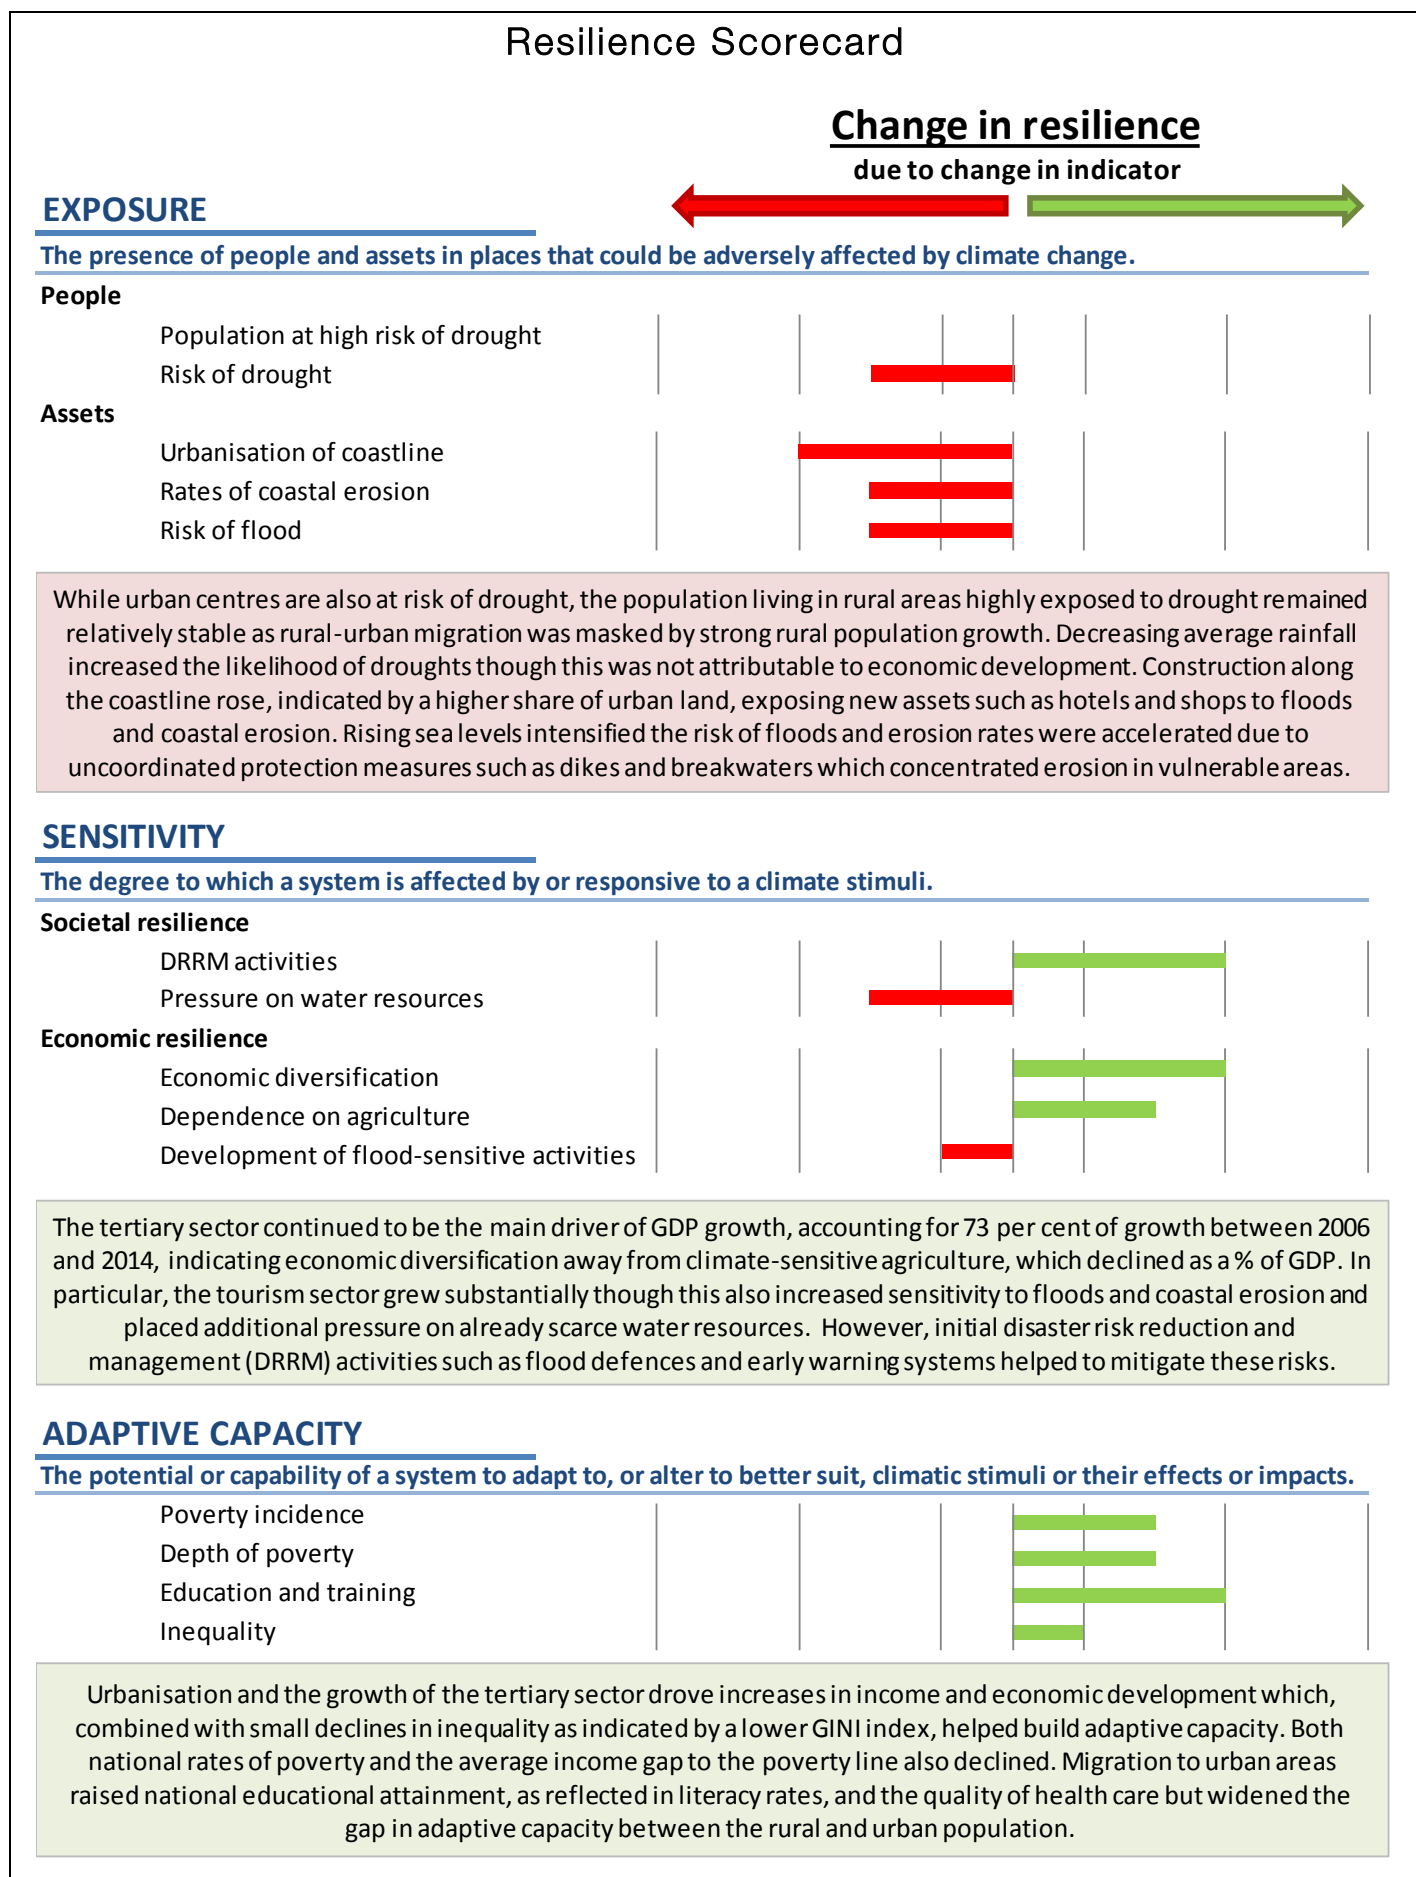 Resilience Scorecard
Change in resilience
due to change in indicator
EXPOSURE
The presence of people and assets in places that could be adversely affected by climate change.
People
Population at high risk of drought
Risk of drought
Assets
Urbanisation of coastline
Rates of coastal erosion
Risk of flood
While urban centres are also at risk of drought, the population living in rural areas highly exposed to drought remained
relatively stable as rural-urban migration was masked by strong rural population growth. Decreasing average rainfall
increased the likelihood of droughts though this was not attributable to economic development. Construction along
the coastline rose, indicated by a higher share of urban land, exposing new assets such as hotels and shops to floods
and coastal erosion. Rising sea levels intensified the risk of floods and erosion rates were accelerated due to
uncoordinated protection measures such as dikes and breakwaters which concentrated erosion in vulnerable areas.
SENSITIVITY
The degree to which a system is affected by or responsive to a climate stimuli.
Societal resilience
DRRM activities
Pressure on water resources
Economic resilience
Economic diversification
Dependence on agriculture
Development of flood-sensitive activities
The tertiary sector continued to be the main driver of GDP growth, accounting for 73 per cent of growth between 2006
and 2014, indicating economic diversification away from climate-sensitive agriculture, which declined as a % of GDP. In
particular, the tourism sector grew substantially though this also increased sensitivity to floods and coastal erosion and
placed additional pressure on already scarce water resources. However, initial disaster risk reduction and
management (DRRM) activities such as flood defences and early warning systems helped to mitigate these risks.
ADAPTIVE CAPACITY
The potential or capability of a system to adapt to, or alter to better suit, climatic stimuli or their effects or impacts.
Poverty incidence
Depth of poverty
Education and training
Inequality
Urbanisation and the growth of the tertiary sector drove increases in income and economic development which,
combined with small declines in inequality as indicated by a lower GINI index, helped build adaptive capacity. Both
national rates of poverty and the average income gap to the poverty line also declined. Migration to urban areas
raised national educational attainment, as reflected in literacy rates, and the quality of health care but widened the
gap in adaptive capacity between the rural and urban population.